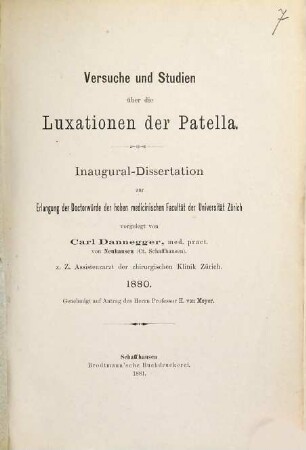 7
Versuche und Studien
über die
Luxationen der Patella.
Inaugural-Dissertation
zur
Erlangung der Doctorwürde der hohen medicinischen Facultät der Universität Zürich
vorgelegt von
Carl Dannegger, med. pract.
von Neuhausen (Ct. Schaffhausen).
z. Z. Assistenzarzt der chirurgischen Klinik Zürich.
1880.
Genehmigt auf Antrag des Herrn Professor H. von Meyer.
Schaffhausen
Brodtmann'sche Buchdruckerei.
1881.